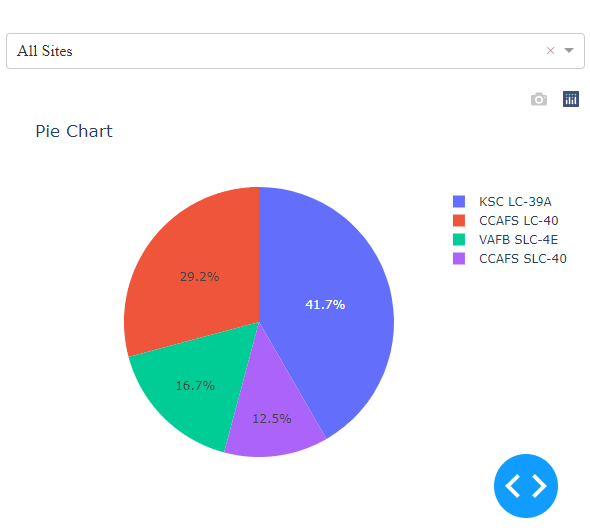 All Sites
Pie Chart
KSC LC-39A
CCAFS LC-40
VAFB SLC-4E
CCAFS SLC-40
29.2%
41.7%
16.7%
12.5%